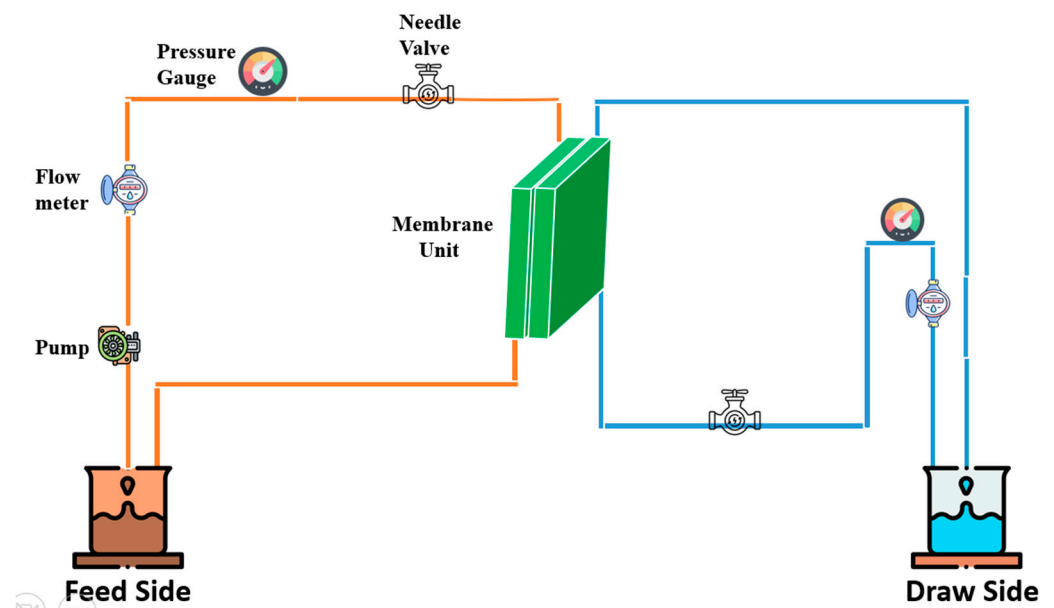 Needle
Valve
Pressure
Gauge
Flow
meter
Membrane
Unit
Pump
Feed Side
Draw Side